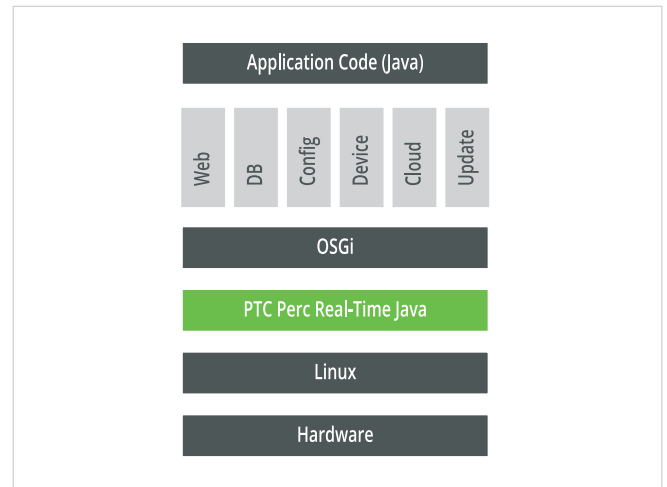 Application Code (Java)
Web
DB
Config
Device
Cloud
Update
OSGi
PTC Perc Real-Time Java
Linux
Hardware